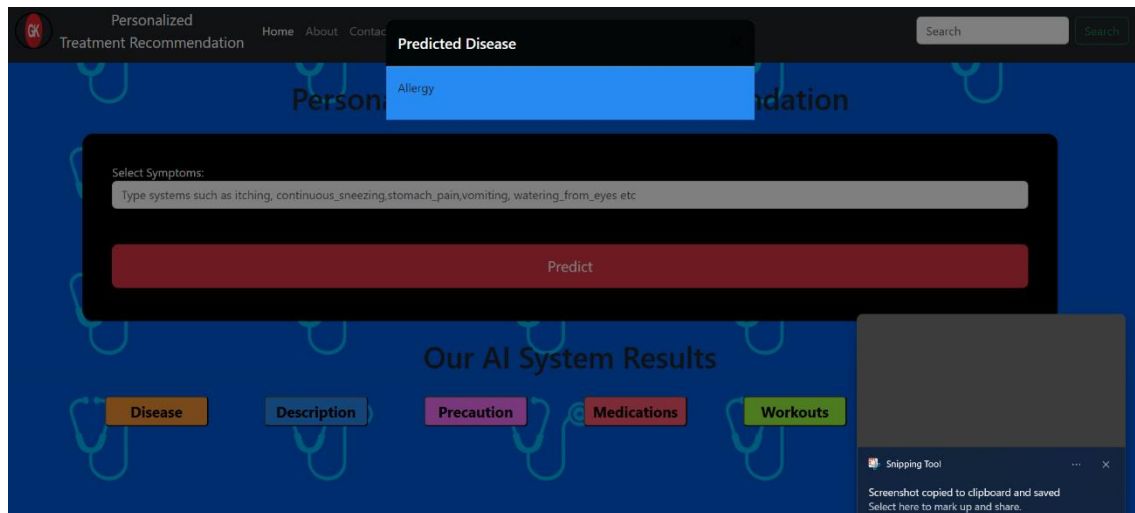 GK
Personalized
Treatment Recommendation
Home About Contac
Search
Search
Predicted Disease
Allergy
Person
ndation
Select Symptoms:
Type systems such as itching, continuous_sneezing,stomach_pain,vomiting, watering_from_eyes etc
Predict
Our AI System Results
Disease
Description
Precaution
Medications
Workouts
Snipping Tool
Screenshot copied to clipboard and saved
Select here to mark up and share.